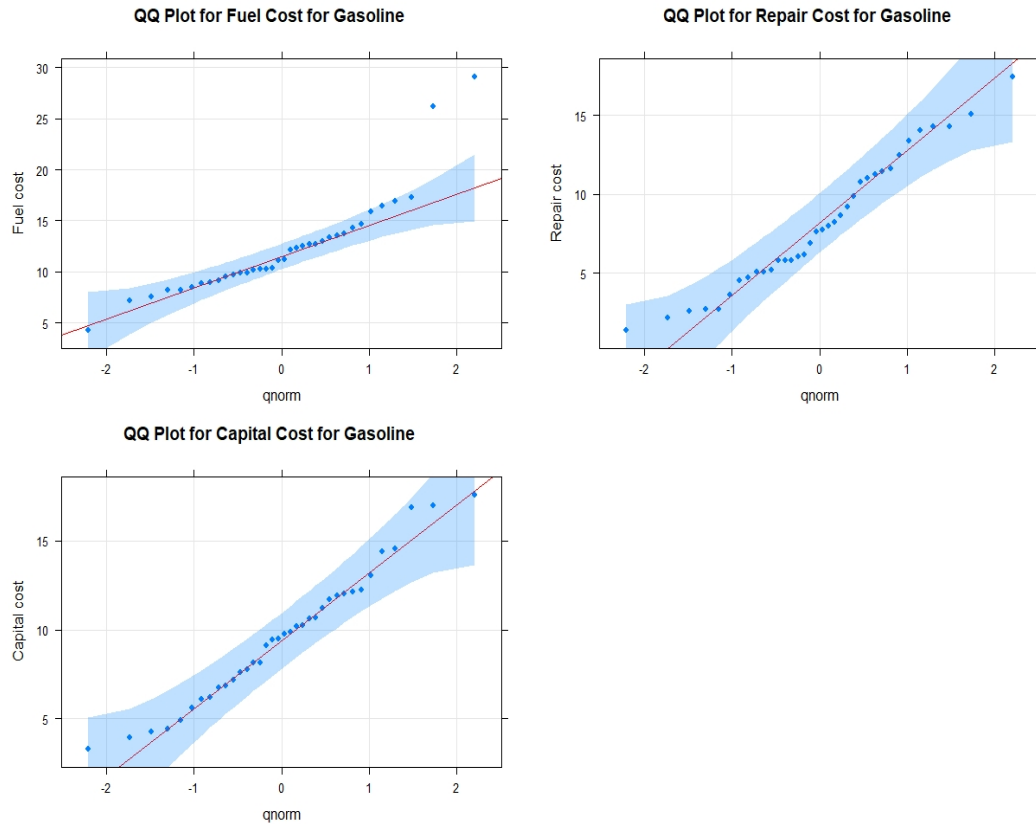 QQ Plot for Fuel Cost for Gasoline
30
25
20
15
10
5
Fuel cost
-2 -1 0 1 2
qnorm
QQ Plot for Repair Cost for Gasoline
15
10
5
Repair cost
-2 -1 0 1 2
qnorm
QQ Plot for Capital Cost for Gasoline
15
10
5
Capital cost
-2 -1 0 1 2
qnorm